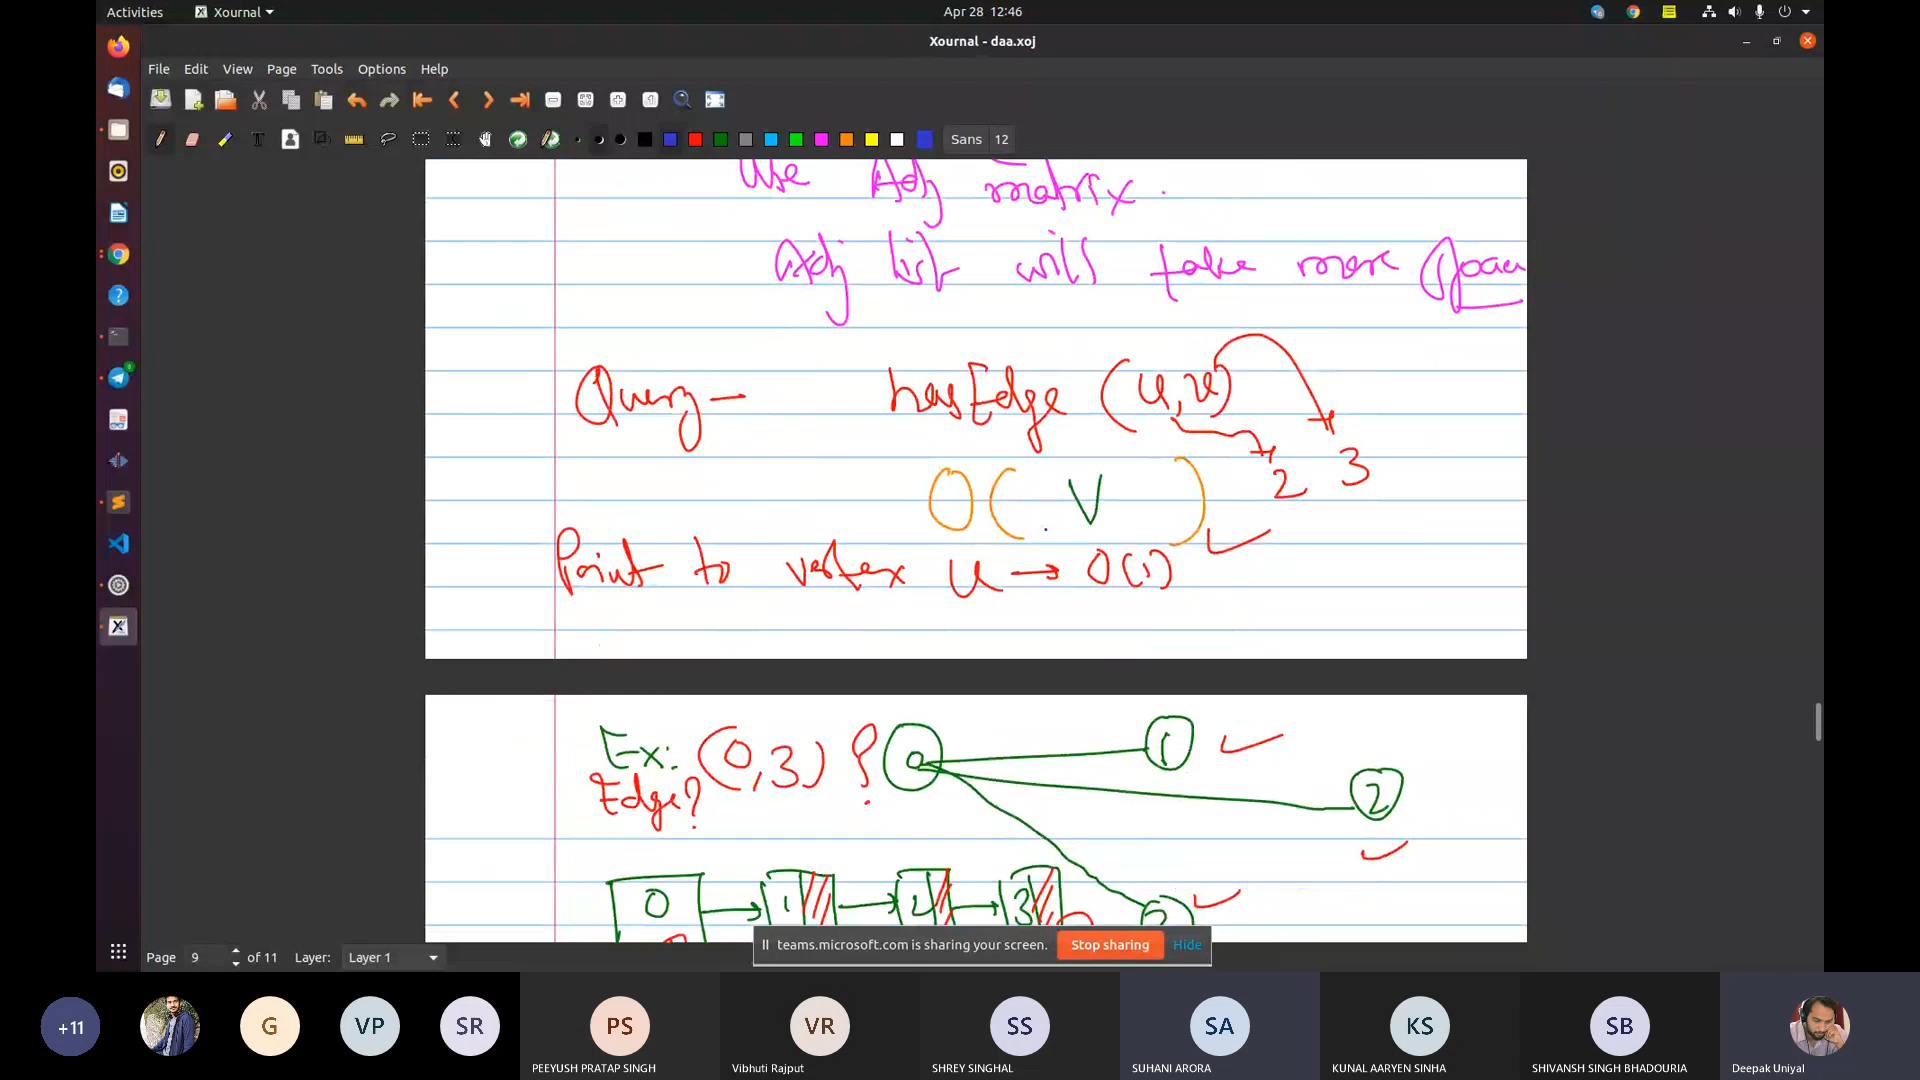 Activities Xournal Apr 28 12:46
Xournal - daa.xoj
File Edit View Page Tools Options Help
Sans 12
Use Adj matrix.
Adj list will take more
Query - hasEdge (u,v)
2 3
O( V )
Point to vertex u → O(1)
Ex: (0,3) ? 0 1
Edge? 2
0 1 2 3
teams.microsoft.com is sharing your screen. Stop sharing Hide
Page 9 of 11 Layer: Layer 1
+11 G VP SR PS VR SS SA KS SB
PEEYUSH PRATAP SINGH Vibhuti Rajput SHREY SINGHAL SUHANI ARORA KUNAL AARYEN SINHA SHIVANSH SINGH BHADOURIA Deepak Uniyal